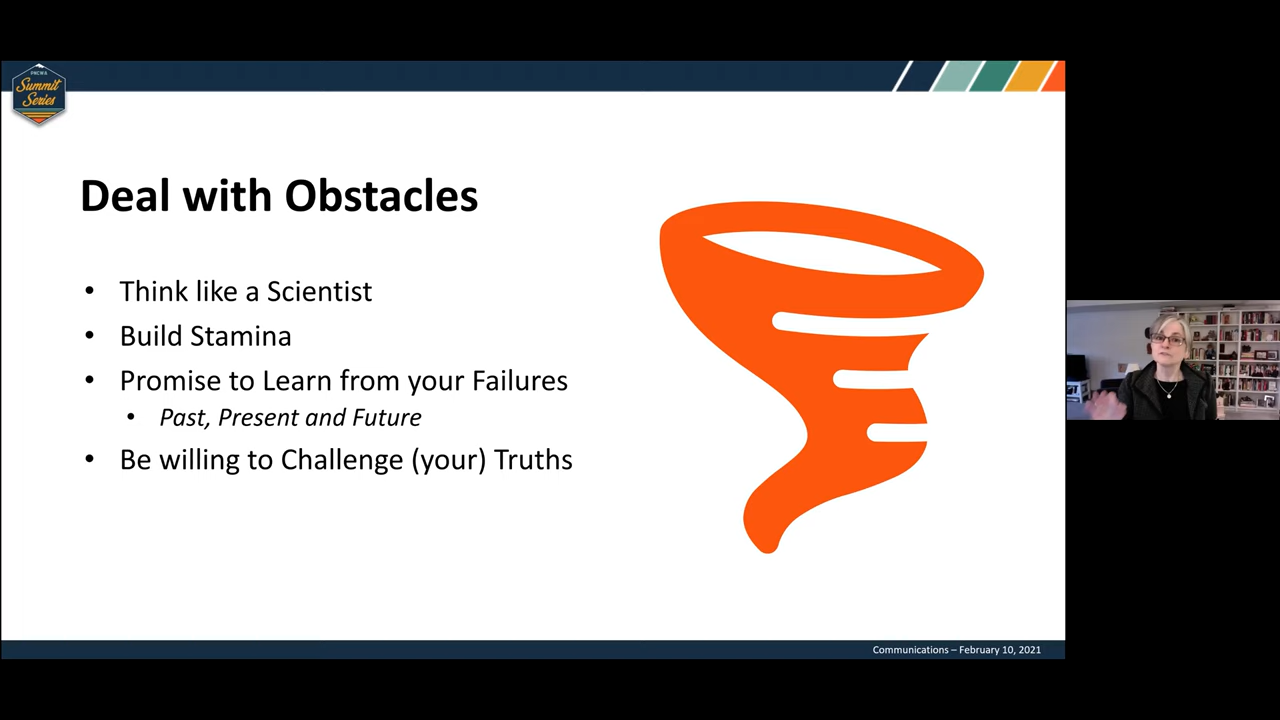 PNCWA
Summit
Series
Deal with Obstacles
• Think like a Scientist
• Build Stamina
• Promise to Learn from your Failures
• Past, Present and Future
• Be willing to Challenge (your) Truths
Communications – February 10, 2021